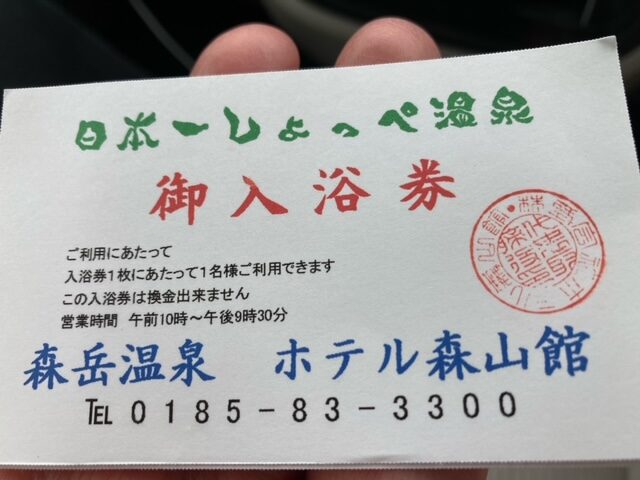 日本一しょっぺ温泉
御入浴券
ご利用にあたって
入浴券1枚にあたって1名様ご利用できます
この入浴券は換金出来ません
営業時間 午前10時～午後9時30分
森岳温泉 ホテル森山館
℡ 0185-83-3300